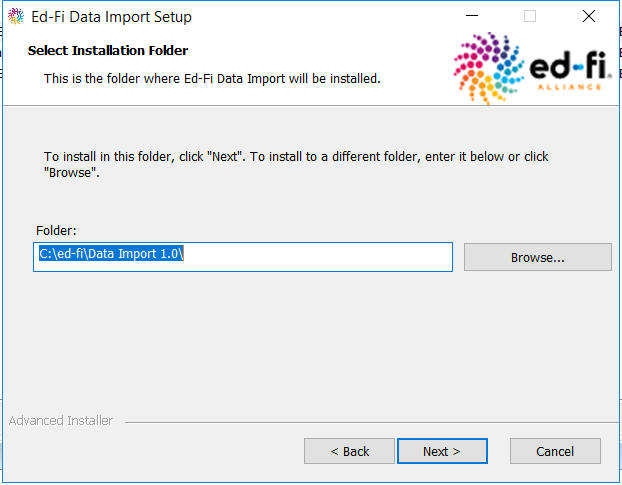 Ed-Fi Data Import Setup
Select Installation Folder
This is the folder where Ed-Fi Data Import will be installed.
ed-fi.
ALLIANCE
To install in this folder, click "Next". To install to a different folder, enter it below or click
"Browse".
Folder:
C:\ed-fi\Data Import 1.0\
Browse...
Advanced Installer
< Back
Next >
Cancel